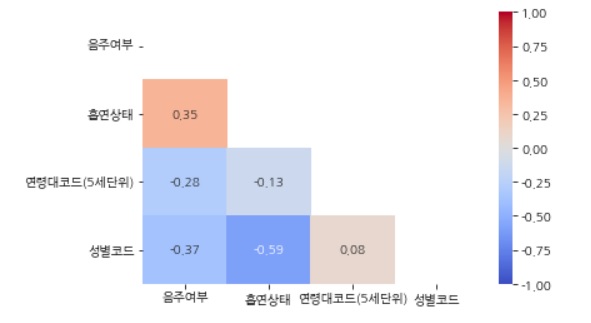 음주여부
흡연상태
0.35
연령대코드(5세단위)
-0.28
-0.13
성별코드
-0.37
-0.59
0.08
음주여부
흡연상태
연령대코드(5세단위)
성별코드
1.00
0.75
0.50
0.25
0.00
-0.25
-0.50
-0.75
-1.00